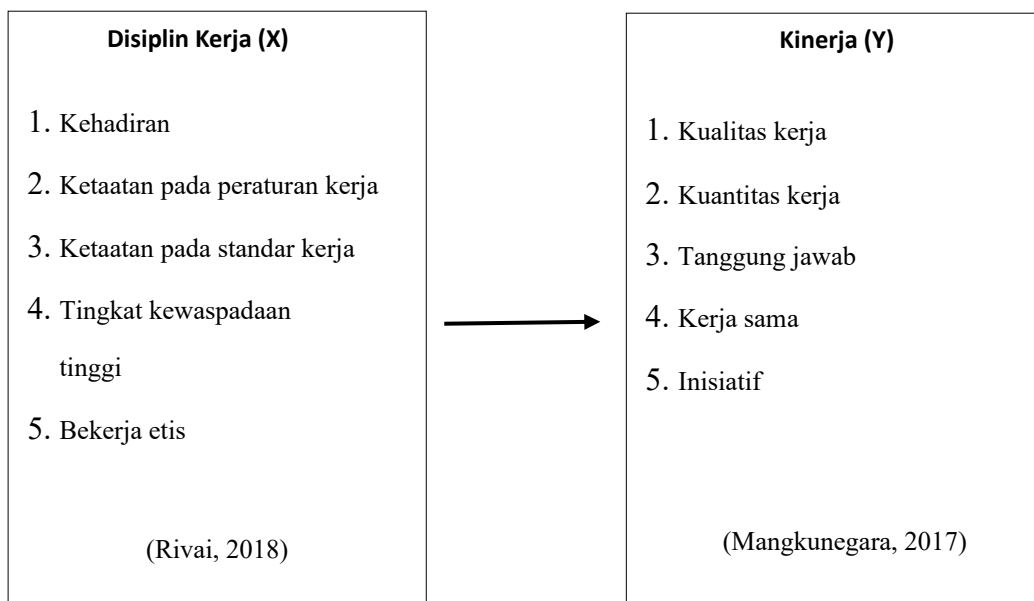 Disiplin Kerja (X)
1. Kehadiran
2. Ketaatan pada peraturan kerja
3. Ketaatan pada standar kerja
4. Tingkat kewaspadaan
tinggi
5. Bekerja etis
(Rivai, 2018)
Kinerja (Y)
1. Kualitas kerja
2. Kuantitas kerja
3. Tanggung jawab
4. Kerja sama
5. Inisiatif
(Mangkunegara, 2017)